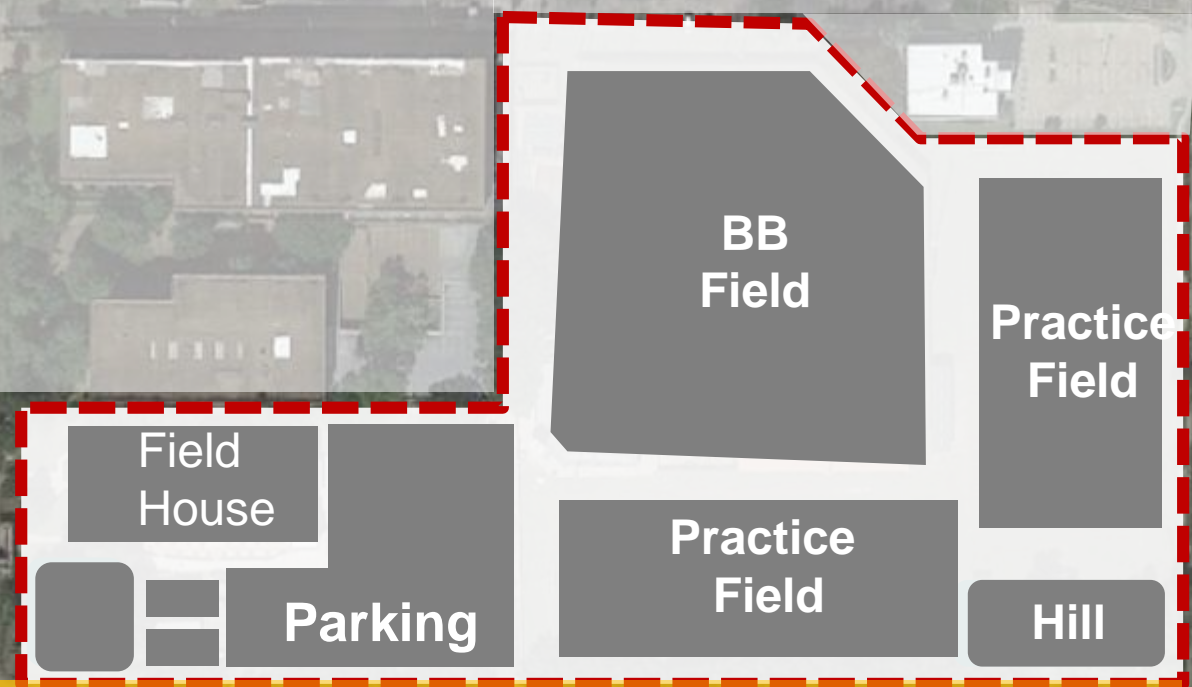 BB
Field
Practice
Field
Field
House
Practice
Field
Parking
Hill